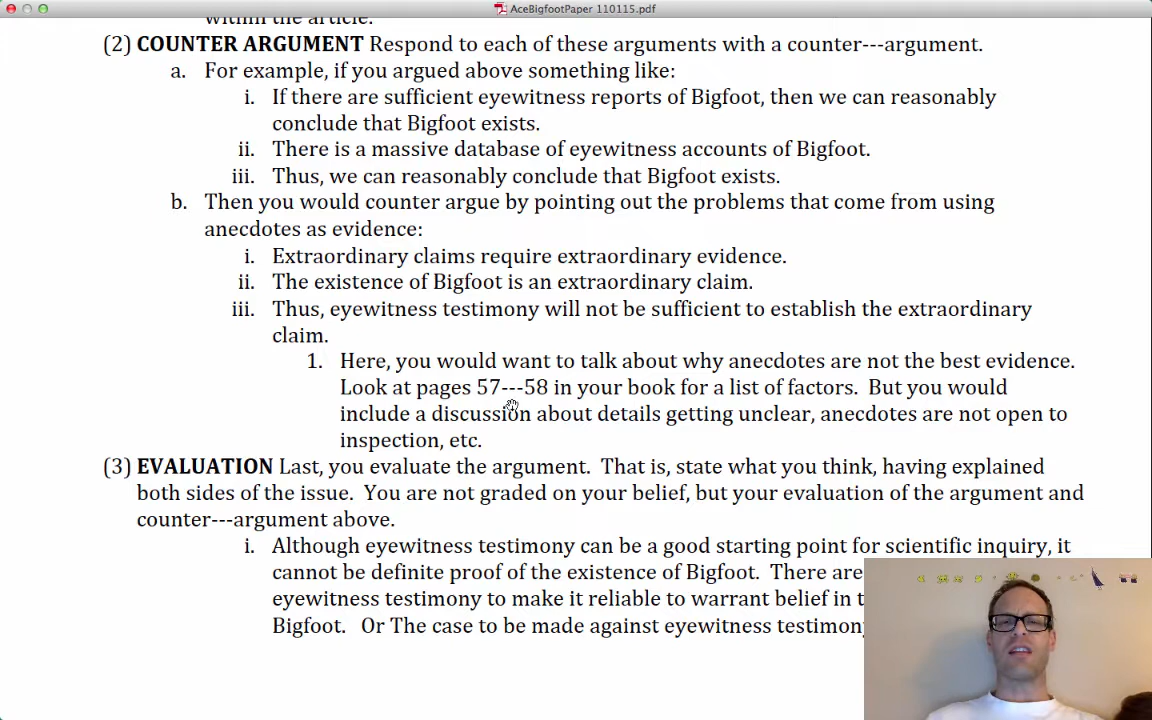 AceBigfootPaper 110115.pdf
within the article.
(2) COUNTER ARGUMENT Respond to each of these arguments with a counter---argument.
a. For example, if you argued above something like:
i. If there are sufficient eyewitness reports of Bigfoot, then we can reasonably
conclude that Bigfoot exists.
ii. There is a massive database of eyewitness accounts of Bigfoot.
iii. Thus, we can reasonably conclude that Bigfoot exists.
b. Then you would counter argue by pointing out the problems that come from using
anecdotes as evidence:
i. Extraordinary claims require extraordinary evidence.
ii. The existence of Bigfoot is an extraordinary claim.
iii. Thus, eyewitness testimony will not be sufficient to establish the extraordinary
claim.
1. Here, you would want to talk about why anecdotes are not the best evidence.
Look at pages 57---58 in your book for a list of factors. But you would
include a discussion about details getting unclear, anecdotes are not open to
inspection, etc.
(3) EVALUATION Last, you evaluate the argument. That is, state what you think, having explained
both sides of the issue. You are not graded on your belief, but your evaluation of the argument and
counter---argument above.
i. Although eyewitness testimony can be a good starting point for scientific inquiry, it
cannot be definite proof of the existence of Bigfoot. There are
eyewitness testimony to make it reliable to warrant belief in
Bigfoot. Or The case to be made against eyewitness